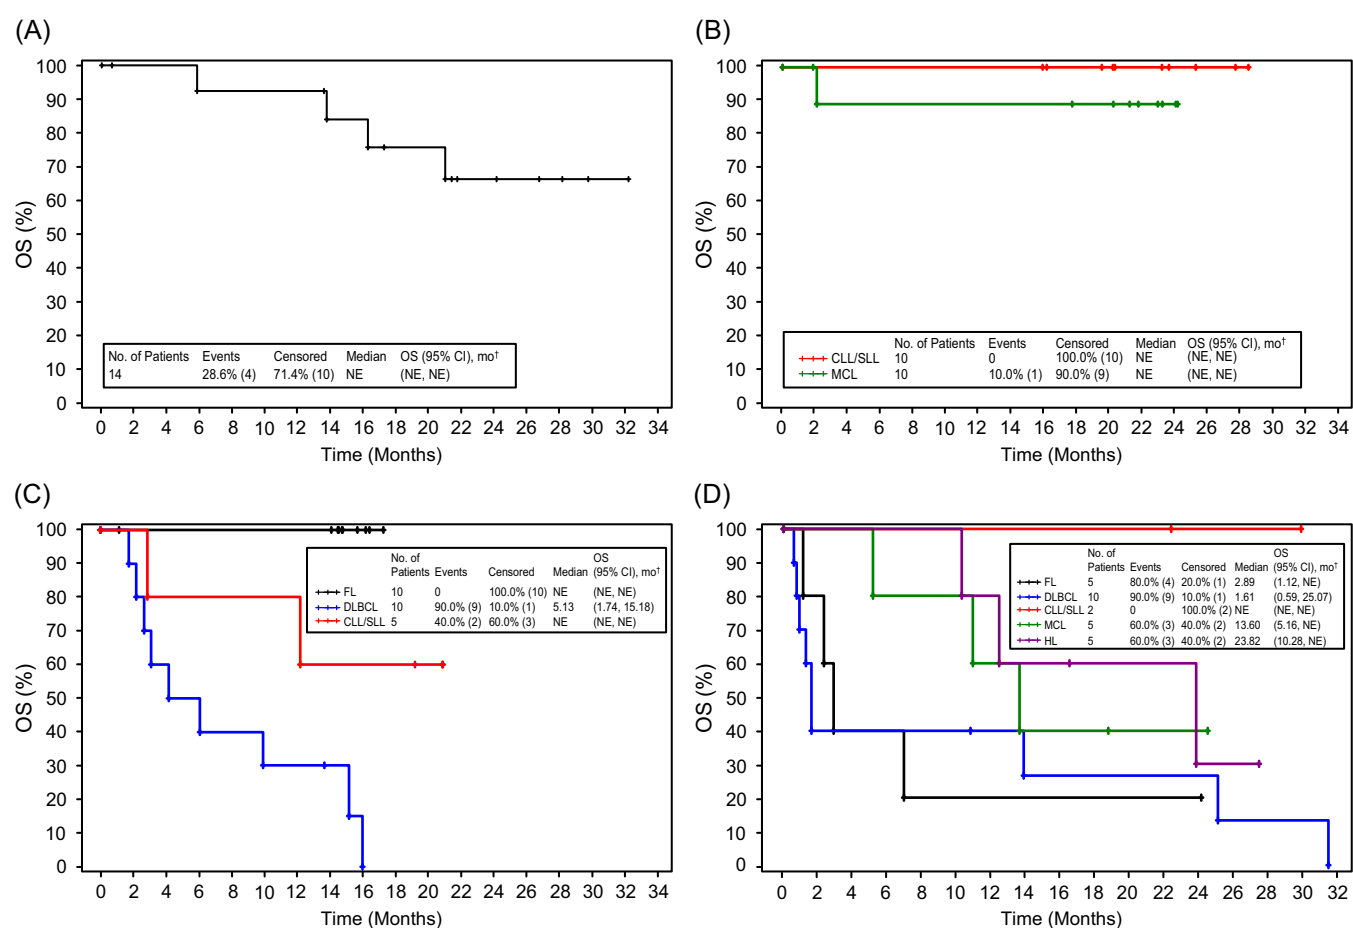 (A)
OS (%)
100
90
80
70
60
50
40
30
20
10
0
No. of Patients Events Censored Median OS (95% CI), mo†
14 28.6% (4) 71.4% (10) NE (NE, NE)
0 2 4 6 8 10 12 14 16 18 20 22 24 26 28 30 32 34
Time (Months)
(B)
OS (%)
100
90
80
70
60
50
40
30
20
10
0
No. of Patients Events Censored Median OS (95% CI), mo†
CLL/SLL 10 0 100.0% (10) NE (NE, NE)
MCL 10 10.0% (1) 90.0% (9) NE (NE, NE)
0 2 4 6 8 10 12 14 16 18 20 22 24 26 28 30 32 34
Time (Months)
(C)
OS (%)
100
90
80
70
60
50
40
30
20
10
0
No. of OS
Patients Events Censored Median (95% CI), mo†
FL 10 0 100.0% (10) NE (NE, NE)
DLBCL 10 90.0% (9) 10.0% (1) 5.13 (1.74, 15.18)
CLL/SLL 5 40.0% (2) 60.0% (3) NE (NE, NE)
0 2 4 6 8 10 12 14 16 18 20 22 24 26 28 30 32 34
Time (Months)
(D)
OS (%)
100
90
80
70
60
50
40
30
20
10
0
No. of OS
Patients Events Censored Median (95% CI), mo†
FL 5 80.0% (4) 20.0% (1) 2.89 (1.12, NE)
DLBCL 10 90.0% (9) 10.0% (1) 1.61 (0.59, 25.07)
CLL/SLL 2 0 100.0% (2) NE (NE, NE)
MCL 5 60.0% (3) 40.0% (2) 13.60 (5.16, NE)
HL 5 60.0% (3) 40.0% (2) 23.82 (10.28, NE)
0 2 4 6 8 10 12 14 16 18 20 22 24 26 28 30 32
Time (Months)